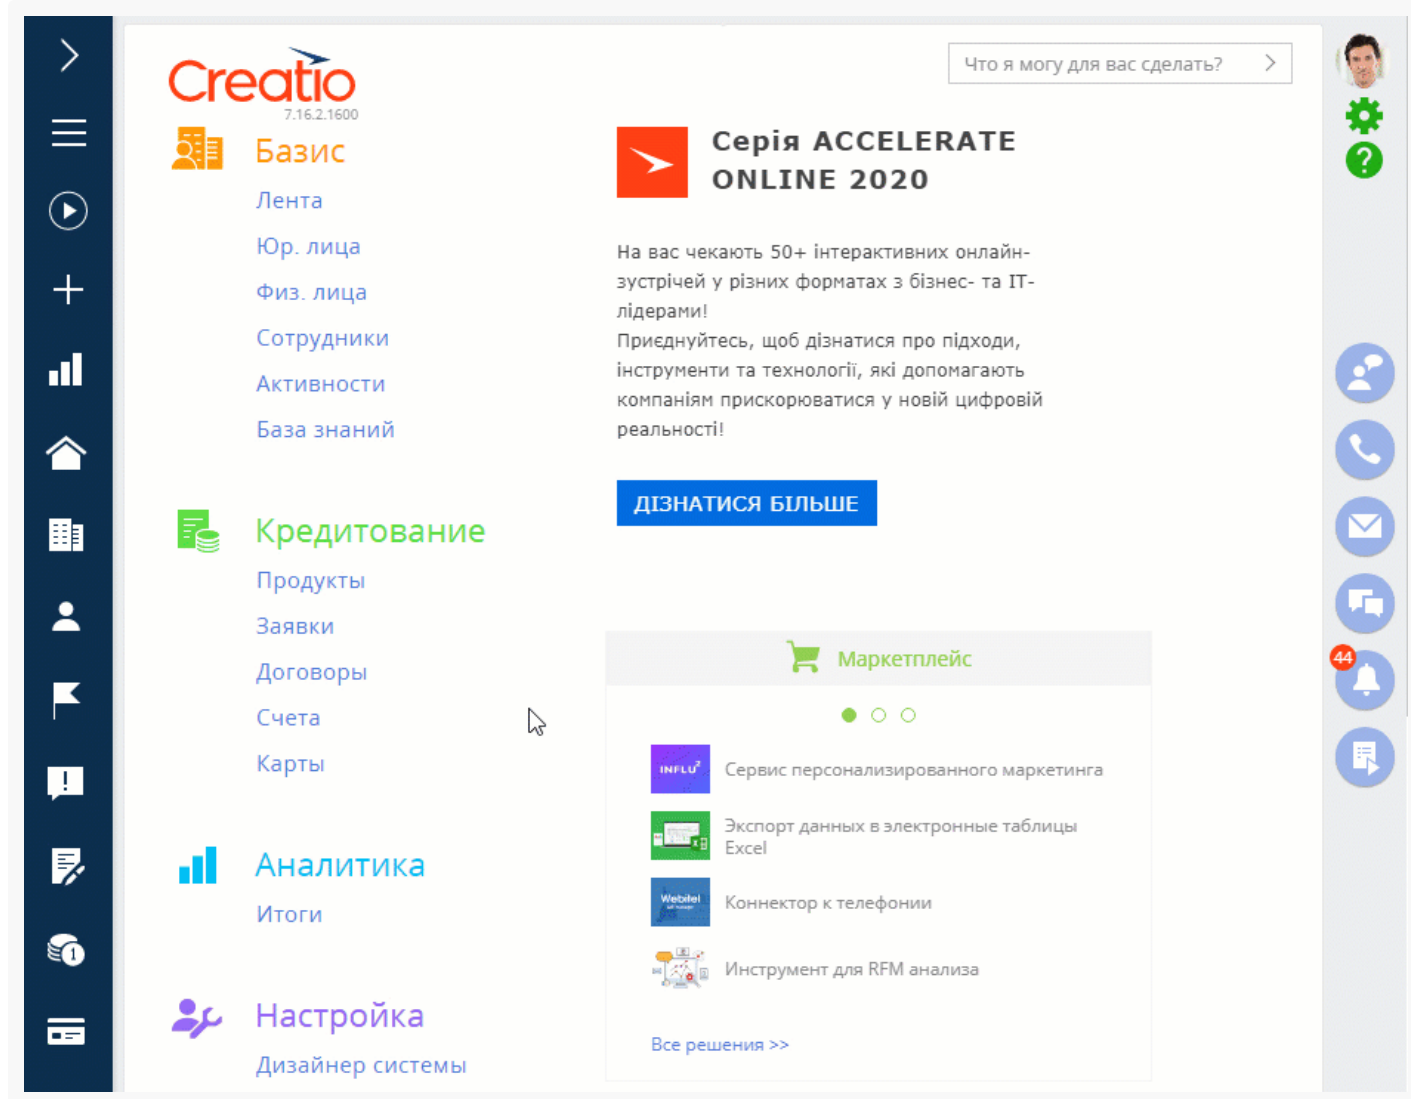 Creatio
7.16.2.1600
Что я могу для вас сделать?
Базис
Лента
Юр. лица
Физ. лица
Сотрудники
Активности
База знаний
Кредитование
Продукты
Заявки
Договоры
Счета
Карты
Аналитика
Итоги
Настройка
Дизайнер системы
Серія ACCELERATE
ONLINE 2020
На вас чекають 50+ інтерактивних онлайн-
зустрічей у різних форматах з бізнес- та ІТ-
лідерами!
Приєднуйтесь, щоб дізнатися про підходи,
інструменти та технології, які допомагають
компаніям прискорюватися у новій цифровій
реальності!
ДІЗНАТИСЯ БІЛЬШЕ
Маркетплейс
INFLU2
Сервис персонализированного маркетинга
Экспорт данных в электронные таблицы
Excel
Webitel
Коннектор к телефонии
Инструмент для RFM анализа
Все решения >>
44
1